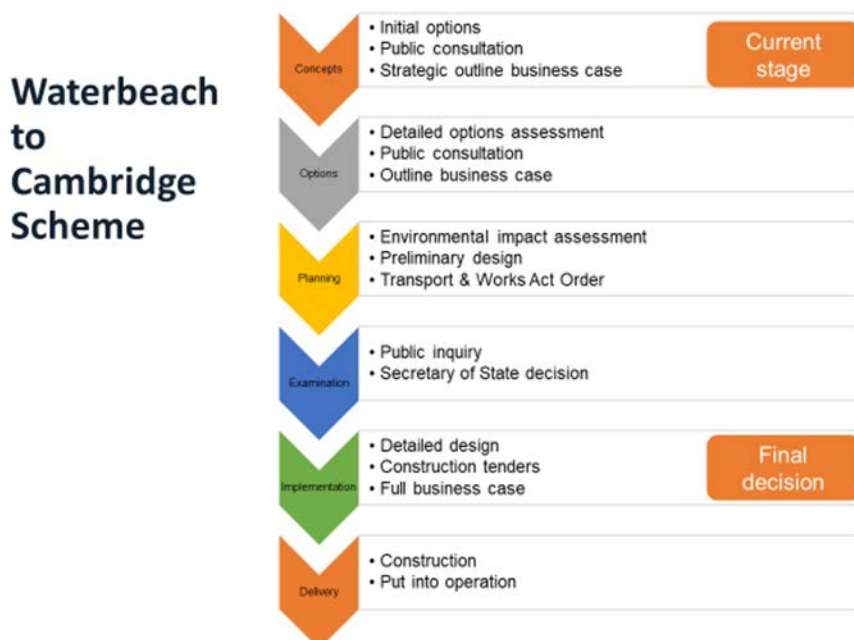 Waterbeach
to
Cambridge
Scheme
Concepts
• Initial options
• Public consultation
• Strategic outline business case
Current
stage
Options
• Detailed options assessment
• Public consultation
• Outline business case
Planning
• Environmental impact assessment
• Preliminary design
• Transport & Works Act Order
Examination
• Public inquiry
• Secretary of State decision
Implementation
• Detailed design
• Construction tenders
• Full business case
Final
decision
Delivery
• Construction
• Put into operation